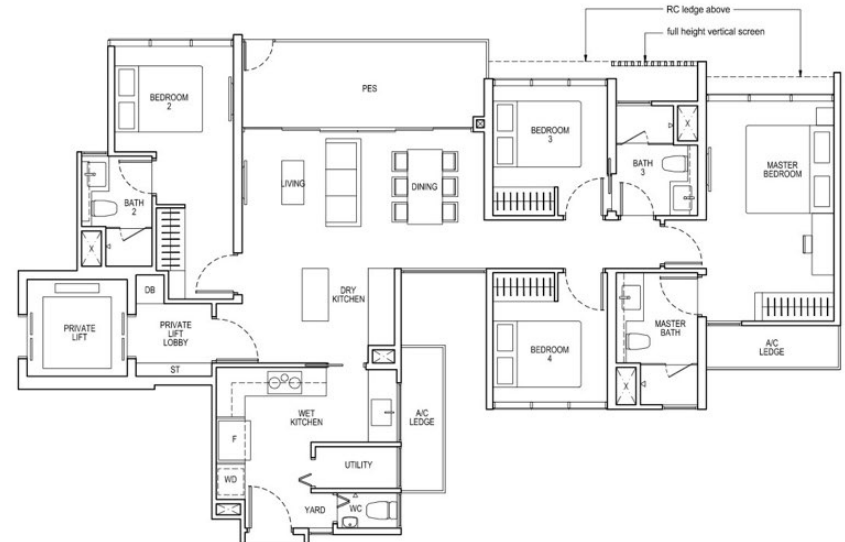 RC ledge above
full height vertical screen
PES
BEDROOM
2
BEDROOM
3
BATH
3
X
MASTER
BEDROOM
LIVING
DINING
BATH
2
X
DB
PRIVATE
LIFT
PRIVATE
LIFT
LOBBY
ST
DRY
KITCHEN
BEDROOM
4
MASTER
BATH
X
A/C
LEDGE
WET
KITCHEN
A/C
LEDGE
F
WD
UTILITY
YARD
WC